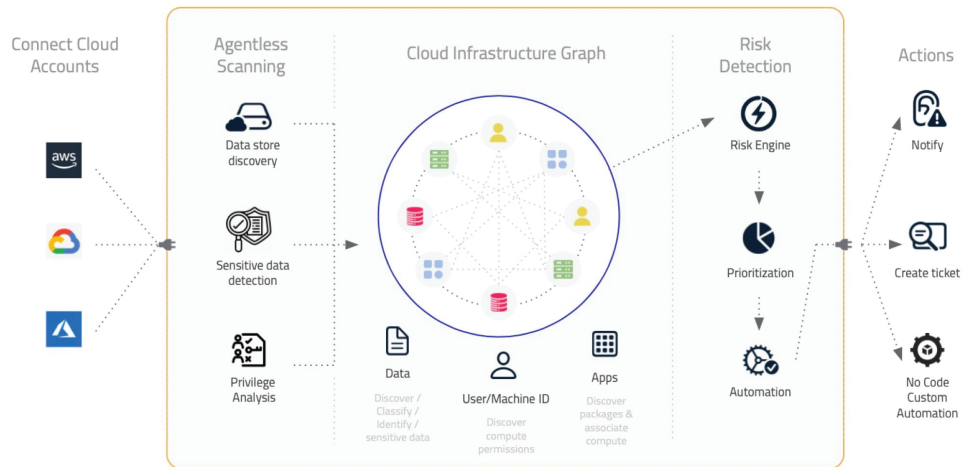 Connect Cloud
Accounts
aws
Agentless
Scanning
Data store
discovery
Sensitive data
detection
Privilege
Analysis
Cloud Infrastructure Graph
Data
Discover /
Classify /
Identify /
sensitive data
User/Machine ID
Discover
compute
permissions
Apps
Discover
packages &
associate
compute
Risk
Detection
Risk Engine
Prioritization
Automation
Actions
Notify
Create ticket
No Code
Custom
Automation